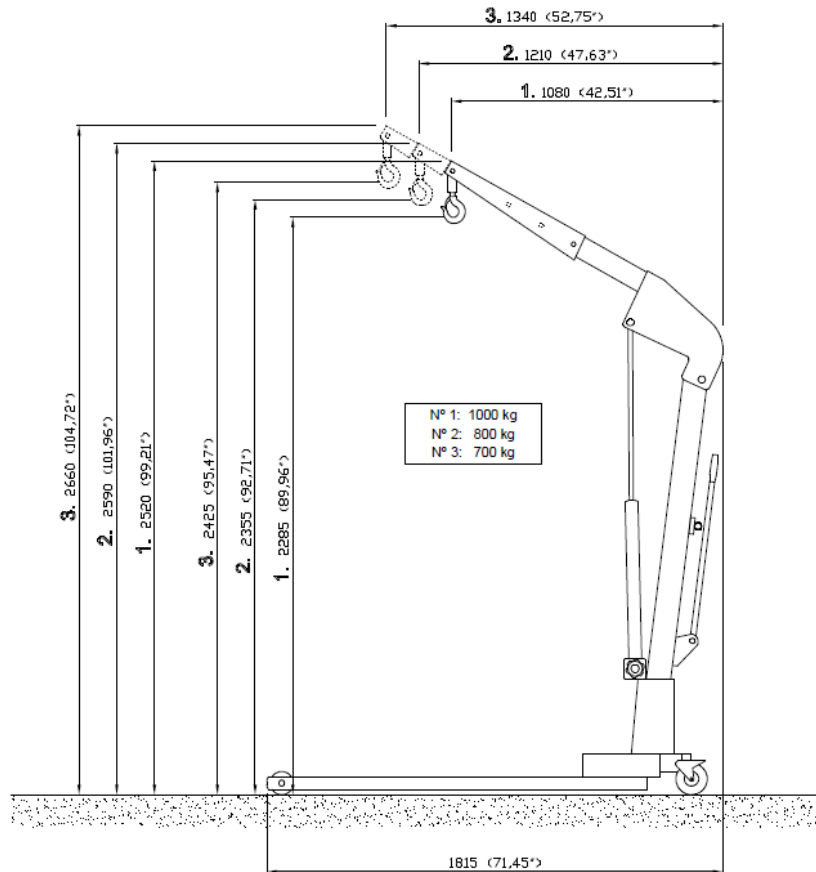 3. 1340 (52,75")
2. 1210 (47,63")
1. 1080 (42,51")
3. 2660 (104,72")
2. 2590 (101,96")
1. 2520 (99,21")
3. 2425 (95,47")
2. 2355 (92,71")
1. 2285 (89,96")
Nº 1: 1000 kg
Nº 2: 800 kg
Nº 3: 700 kg
1815 (71,45")